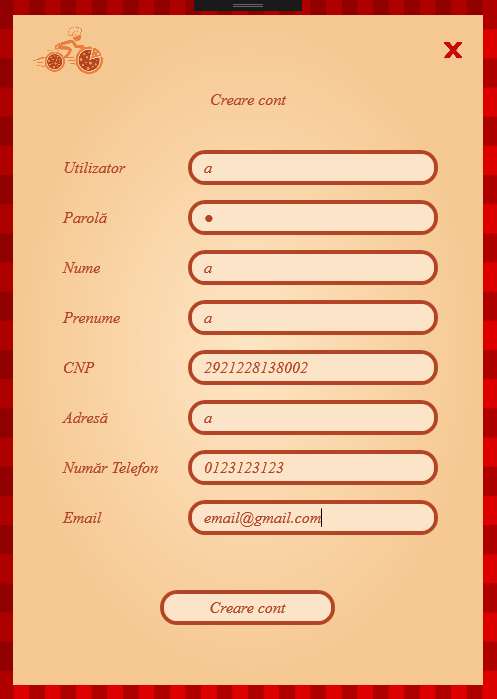 X
Creare cont
Utilizator a
Parolă ●
Nume a
Prenume a
CNP 2921228138002
Adresă a
Număr Telefon 0123123123
Email email@gmail.com
Creare cont